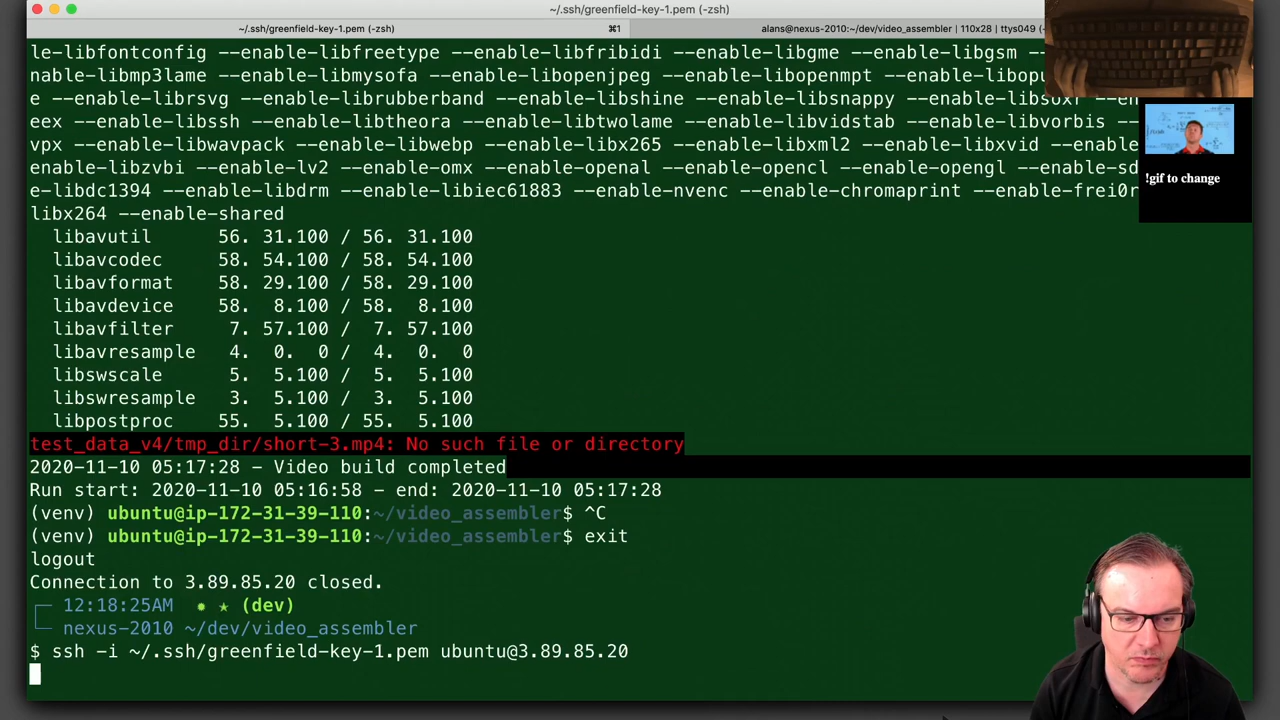 ~/.ssh/greenfield-key-1.pem (-zsh)
~/.ssh/greenfield-key-1.pem (-zsh)
⌘1
alans@nexus-2010:~/dev/video_assembler | 110x28 | ttys049
le-libfontconfig --enable-libfreetype --enable-libfribidi --enable-libgme --enable-libgsm --
nable-libmp3lame --enable-libmysofa --enable-libopenjpeg --enable-libopenmpt --enable-libopu
e --enable-librsvg --enable-librubberband --enable-libshine --enable-libsnappy --enable-libsoxr --en
eex --enable-libssh --enable-libtheora --enable-libtwolame --enable-libvidstab --enable-libvorbis --
vpx --enable-libwavpack --enable-libwebp --enable-libx265 --enable-libxml2 --enable-libxvid --enable
enable-libzvbi --enable-lv2 --enable-omx --enable-openal --enable-opencl --enable-opengl --enable-sd
e-libdc1394 --enable-libdrm --enable-libiec61883 --enable-nvenc --enable-chromaprint --enable-frei0r
libx264 --enable-shared
libavutil 56. 31.100 / 56. 31.100
libavcodec 58. 54.100 / 58. 54.100
libavformat 58. 29.100 / 58. 29.100
libavdevice 58. 8.100 / 58. 8.100
libavfilter 7. 57.100 / 7. 57.100
libavresample 4. 0. 0 / 4. 0. 0
libswscale 5. 5.100 / 5. 5.100
libswresample 3. 5.100 / 3. 5.100
libpostproc 55. 5.100 / 55. 5.100
test_data_v4/tmp_dir/short-3.mp4: No such file or directory
2020-11-10 05:17:28 - Video build completed
Run start: 2020-11-10 05:16:58 - end: 2020-11-10 05:17:28
(venv) ubuntu@ip-172-31-39-110:~/video_assembler$ ^C
(venv) ubuntu@ip-172-31-39-110:~/video_assembler$ exit
logout
Connection to 3.89.85.20 closed.
12:18:25AM ✹ ★ (dev)
nexus-2010 ~/dev/video_assembler
$ ssh -i ~/.ssh/greenfield-key-1.pem ubuntu@3.89.85.20
!gif to change